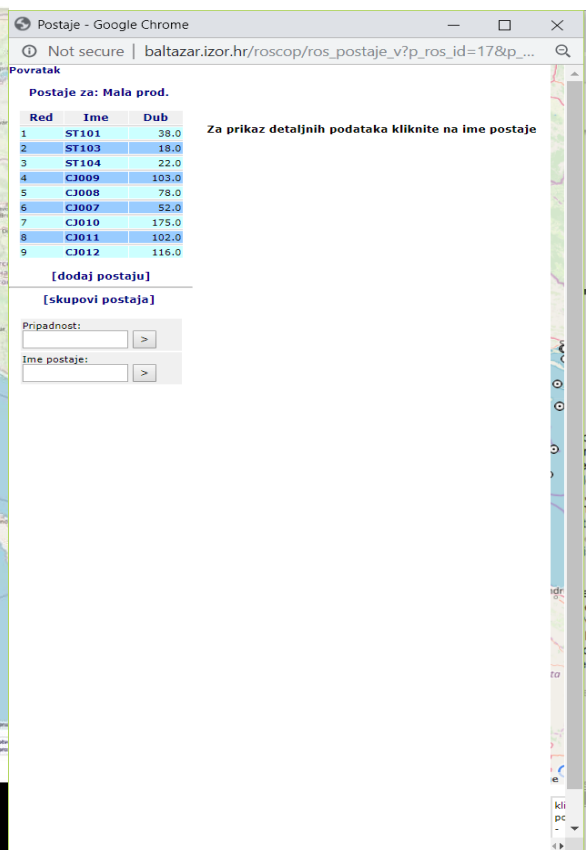 Postaje - Google Chrome
Not secure | baltazar.izor.hr/roscop/ros_postaje_v?p_ros_id=17&p_...
Povratak
Postaje za: Mala prod.
Red Ime Dub
1 ST101 38.0
2 ST103 18.0
3 ST104 22.0
4 CJ009 103.0
5 CJ008 78.0
6 CJ007 52.0
7 CJ010 175.0
8 CJ011 102.0
9 CJ012 116.0
Za prikaz detaljnih podataka kliknite na ime postaje
[dodaj postaju]
[skupovi postaja]
Pripadnost:
>
Ime postaje:
>